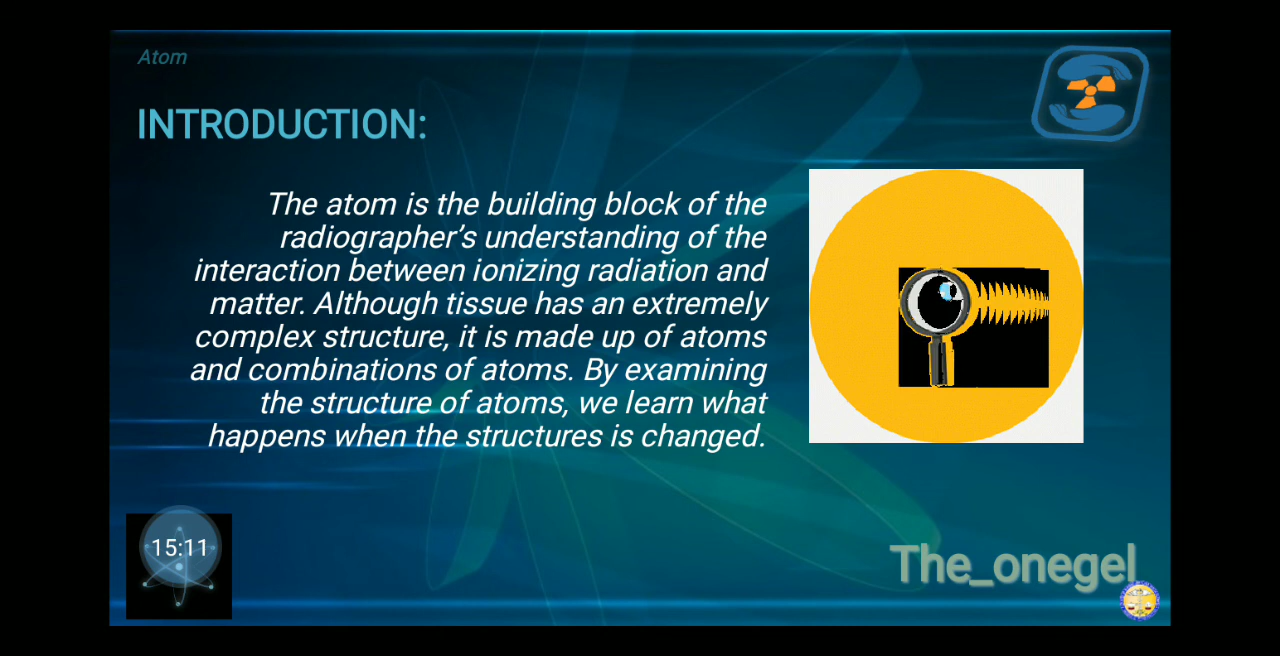 Atom
INTRODUCTION:
The atom is the building block of the
radiographer’s understanding of the
interaction between ionizing radiation and
matter. Although tissue has an extremely
complex structure, it is made up of atoms
and combinations of atoms. By examining
the structure of atoms, we learn what
happens when the structures is changed.
15:11
The_onegel